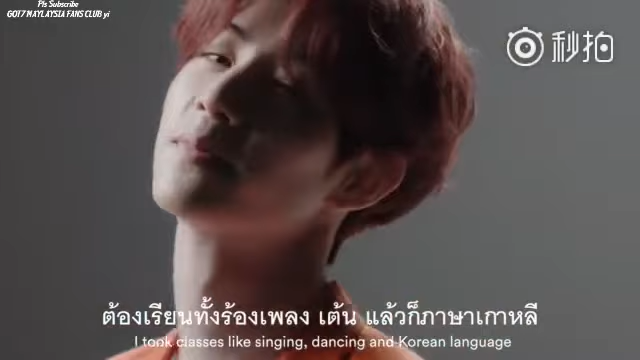 Pls Subscribe
GOT7 MAYLAYSIA FANS CLUB yi
秒拍
ต้องเรียนทั้งร้องเพลง เต้น แล้วก็ภาษาเกาหลี
I took classes like singing, dancing and Korean language